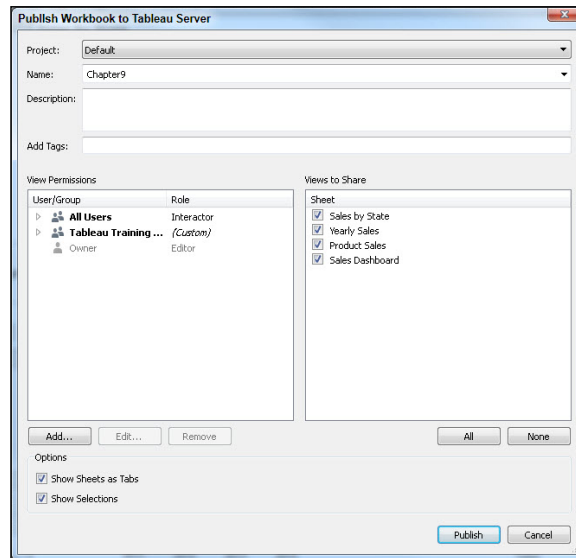 Publish Workbook to Tableau Server
Project: Default
Name: Chapter9
Description:
Add Tags:
View Permissions
User/Group Role
All Users Interactor
Tableau Training ... (Custom)
Owner Editor
Views to Share
Sheet
Sales by State
Yearly Sales
Product Sales
Sales Dashboard
Add... Edit... Remove
All None
Options
Show Sheets as Tabs
Show Selections
Publish Cancel